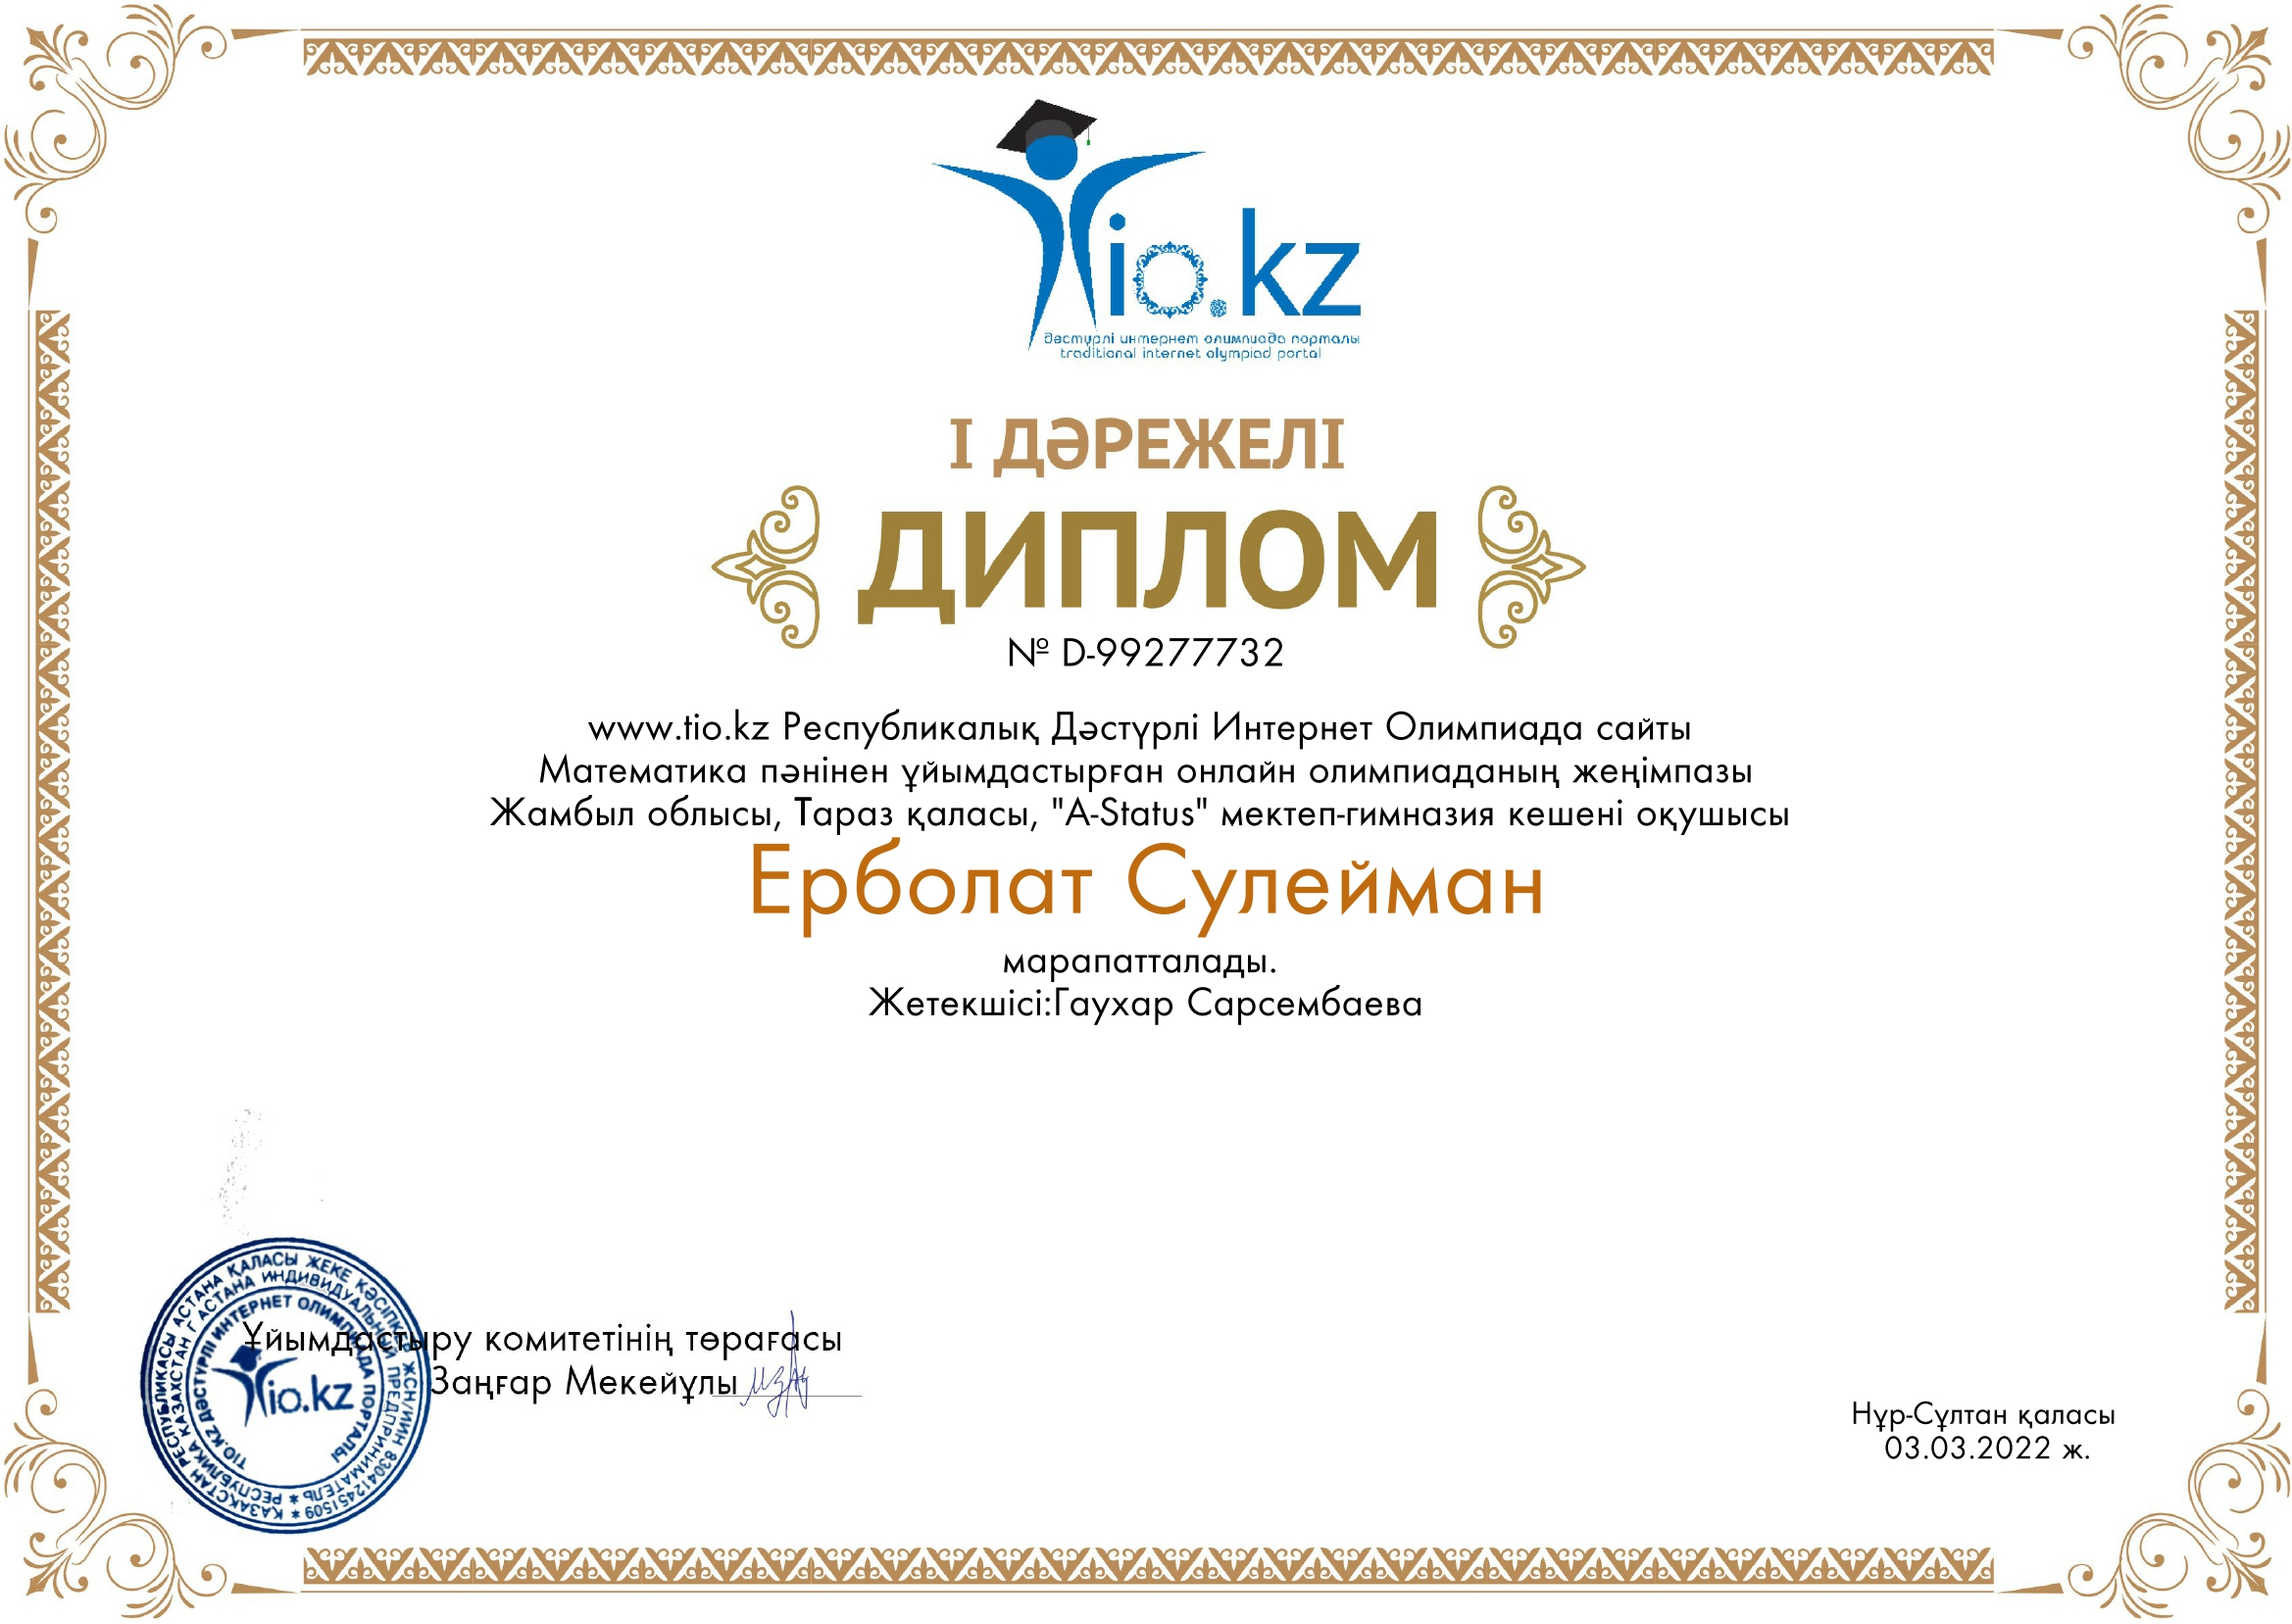 Tio.kz
дәстүрлі интернет олимпиада порталы
traditional internet olympiad portal
І ДӘРЕЖЕЛІ
ДИПЛОМ
№ D-99277732
www.tio.kz Республикалық Дәстүрлі Интернет Олимпиада сайты
Математика пәнінен ұйымдастырған онлайн олимпиаданың жеңімпазы
Жамбыл облысы, Тараз қаласы, "A-Status" мектеп-гимназия кешені оқушысы
Ерболат Сулейман
марапатталады.
Жетекшісі:Гаухар Сарсембаева
Ұйымдастыру комитетінің төрағасы
Заңғар Мекейұлы
ҚАЗАҚСТАН РЕСПУБЛИКАСЫ АСТАНА ҚАЛАСЫ ЖЕКЕ КӘСІПКЕР ЖСН/ИИН 830412451509
РЕСПУБЛИКА КАЗАХСТАН Г АСТАНА ИНДИВИДУАЛЬНЫЙ ПРЕДПРИНИМАТЕЛЬ
TIO.KZ ДӘСТҮРЛІ ИНТЕРНЕТ ОЛИМПИАДА ПОРТАЛЫ
Tio.kz
Нұр-Сұлтан қаласы
03.03.2022 ж.